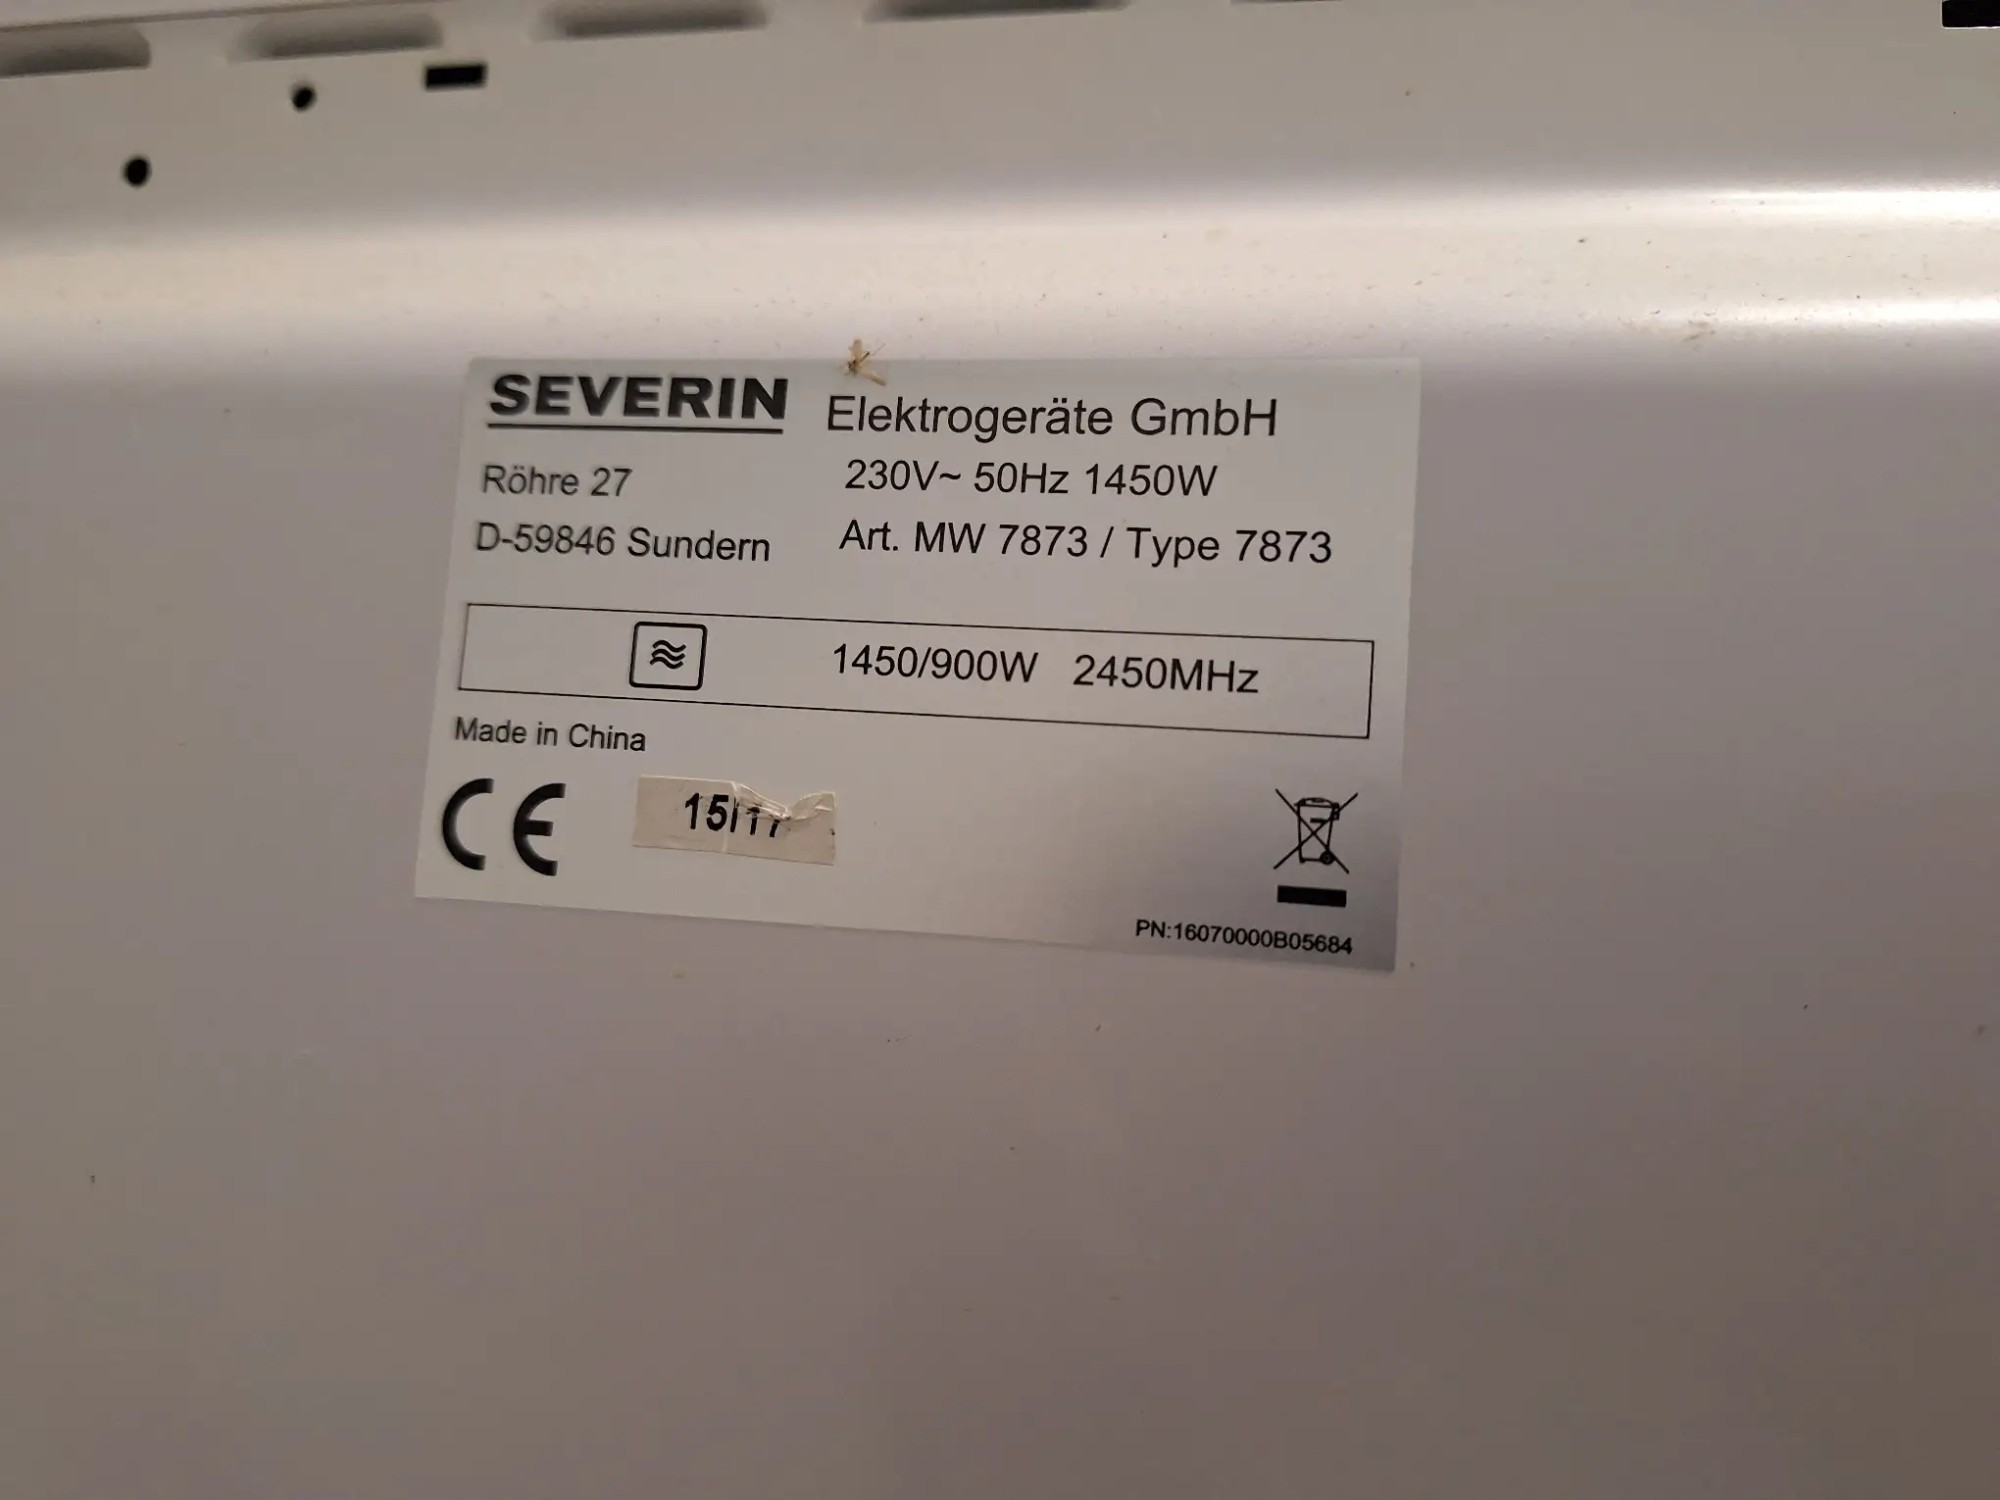 SEVERIN Elektrogeräte GmbH
Röhre 27 230V~ 50Hz 1450W
D-59846 Sundern Art. MW 7873 / Type 7873
1450/900W 2450MHz
Made in China
CE
PN:16070000B05684